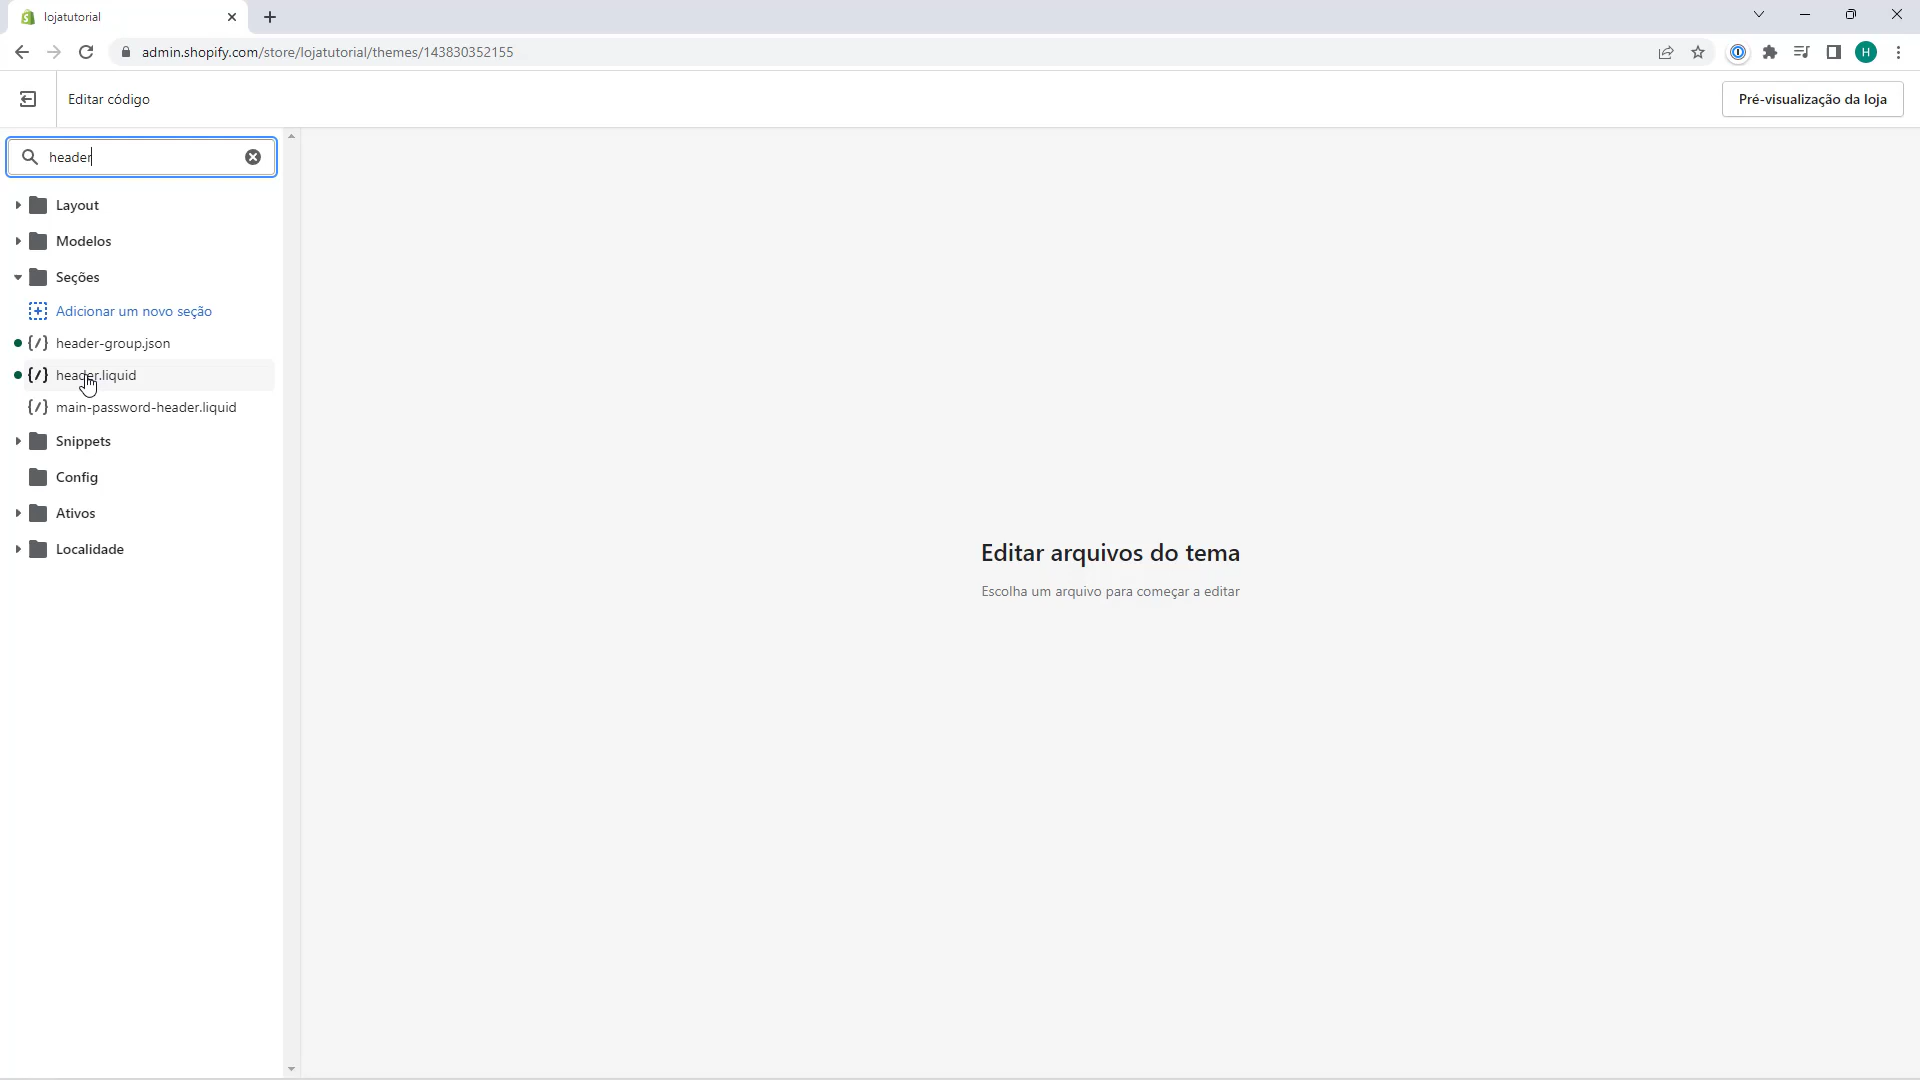 lojatutorial
admin.shopify.com/store/lojatutorial/themes/143830352155
H
Editar código
Pré-visualização da loja
header
Layout
Modelos
Seções
Adicionar um novo seção
header-group.json
header.liquid
main-password-header.liquid
Snippets
Config
Ativos
Localidade
Editar arquivos do tema
Escolha um arquivo para começar a editar